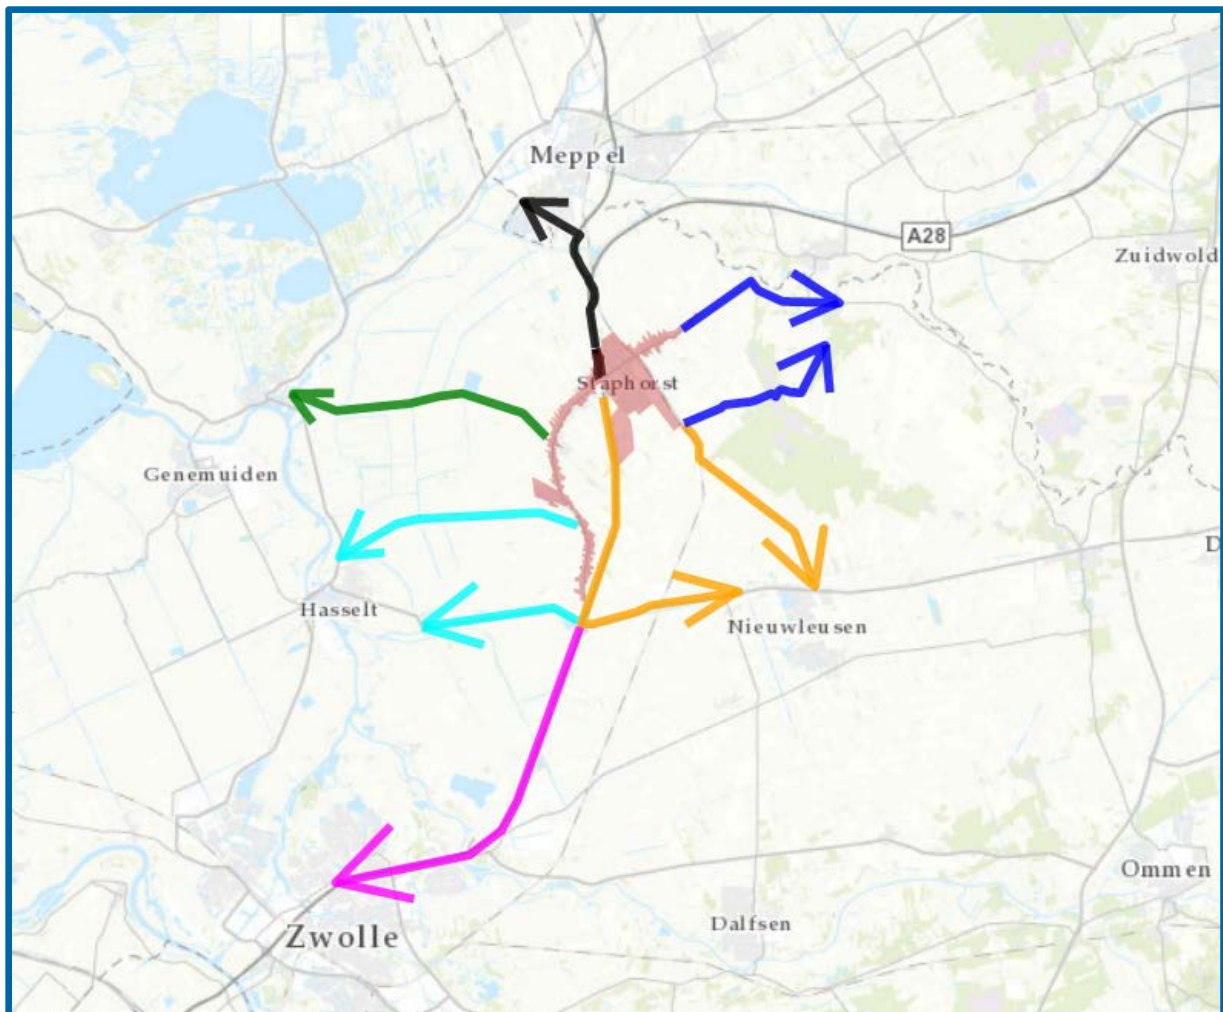 Meppel
A28
Zuidwold
Staphorst
Genemuiden
D
Hasselt
Nieuwleusen
Ommen
Dalfsen
Zwolle